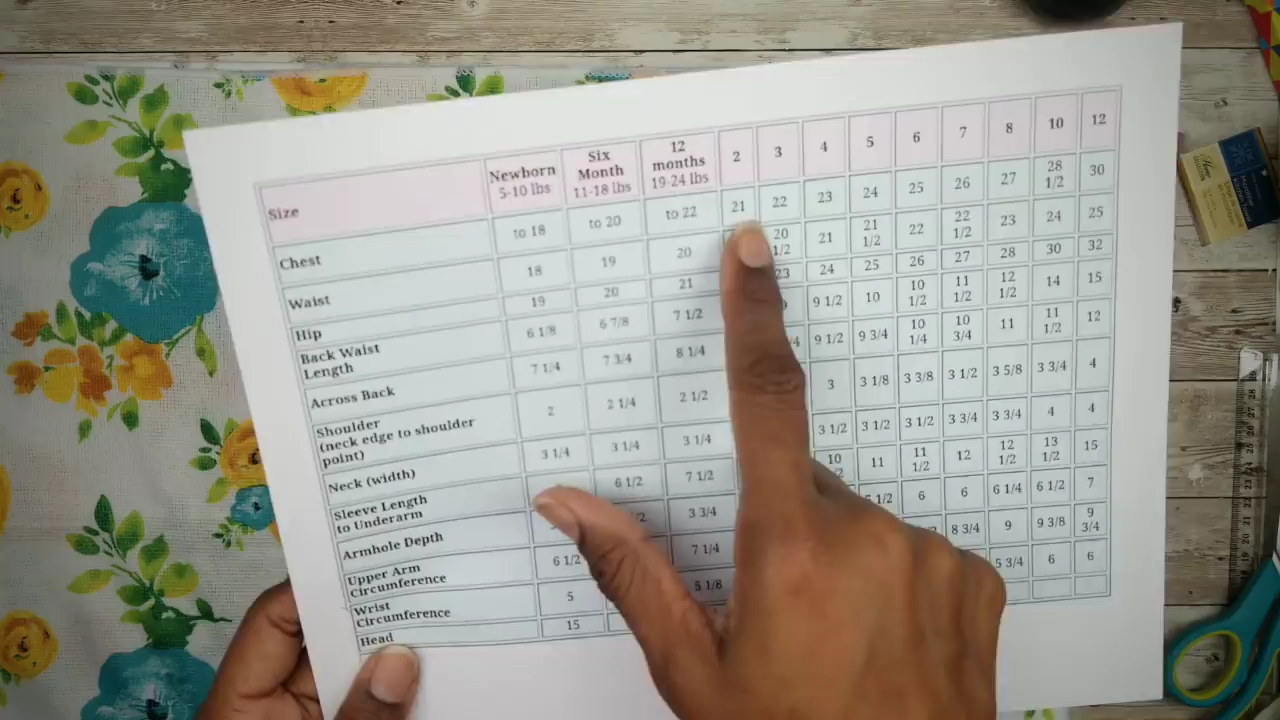 Size Newborn 5-10 lbs Six Month 11-18 lbs 12 months 19-24 lbs 2 3 4 5 6 7 8 10 12
Chest to 18 to 20 to 22 21 22 23 24 25 26 27 28 1/2 30
Waist 18 19 20 20 1/2 21 21 1/2 22 22 1/2 23 24 25
Hip 19 20 21 23 24 25 26 27 28 30 32
Back Waist Length 6 1/8 6 7/8 7 1/2 9 1/2 10 10 1/2 11 1/2 12 1/2 14 15
Across Back 7 1/4 7 3/4 8 1/4 9 1/2 9 3/4 10 1/4 10 3/4 11 11 1/2 12
Shoulder (neck edge to shoulder point) 2 2 1/4 2 1/2 3 3 1/8 3 3/8 3 1/2 3 5/8 3 3/4 4
Neck (width) 3 1/4 3 1/4 3 1/4 3 1/2 3 1/2 3 1/2 3 3/4 3 3/4 4 4
Sleeve Length to Underarm 6 1/2 7 1/2 10 11 11 1/2 12 12 1/2 13 1/2 15
Armhole Depth 3 3/4 6 6 6 1/4 6 1/2 7
Upper Arm Circumference 6 1/2 7 1/4 8 3/4 9 9 3/8 9 3/4
Wrist Circumference 5 5 1/8 5 3/4 6 6
Head 15